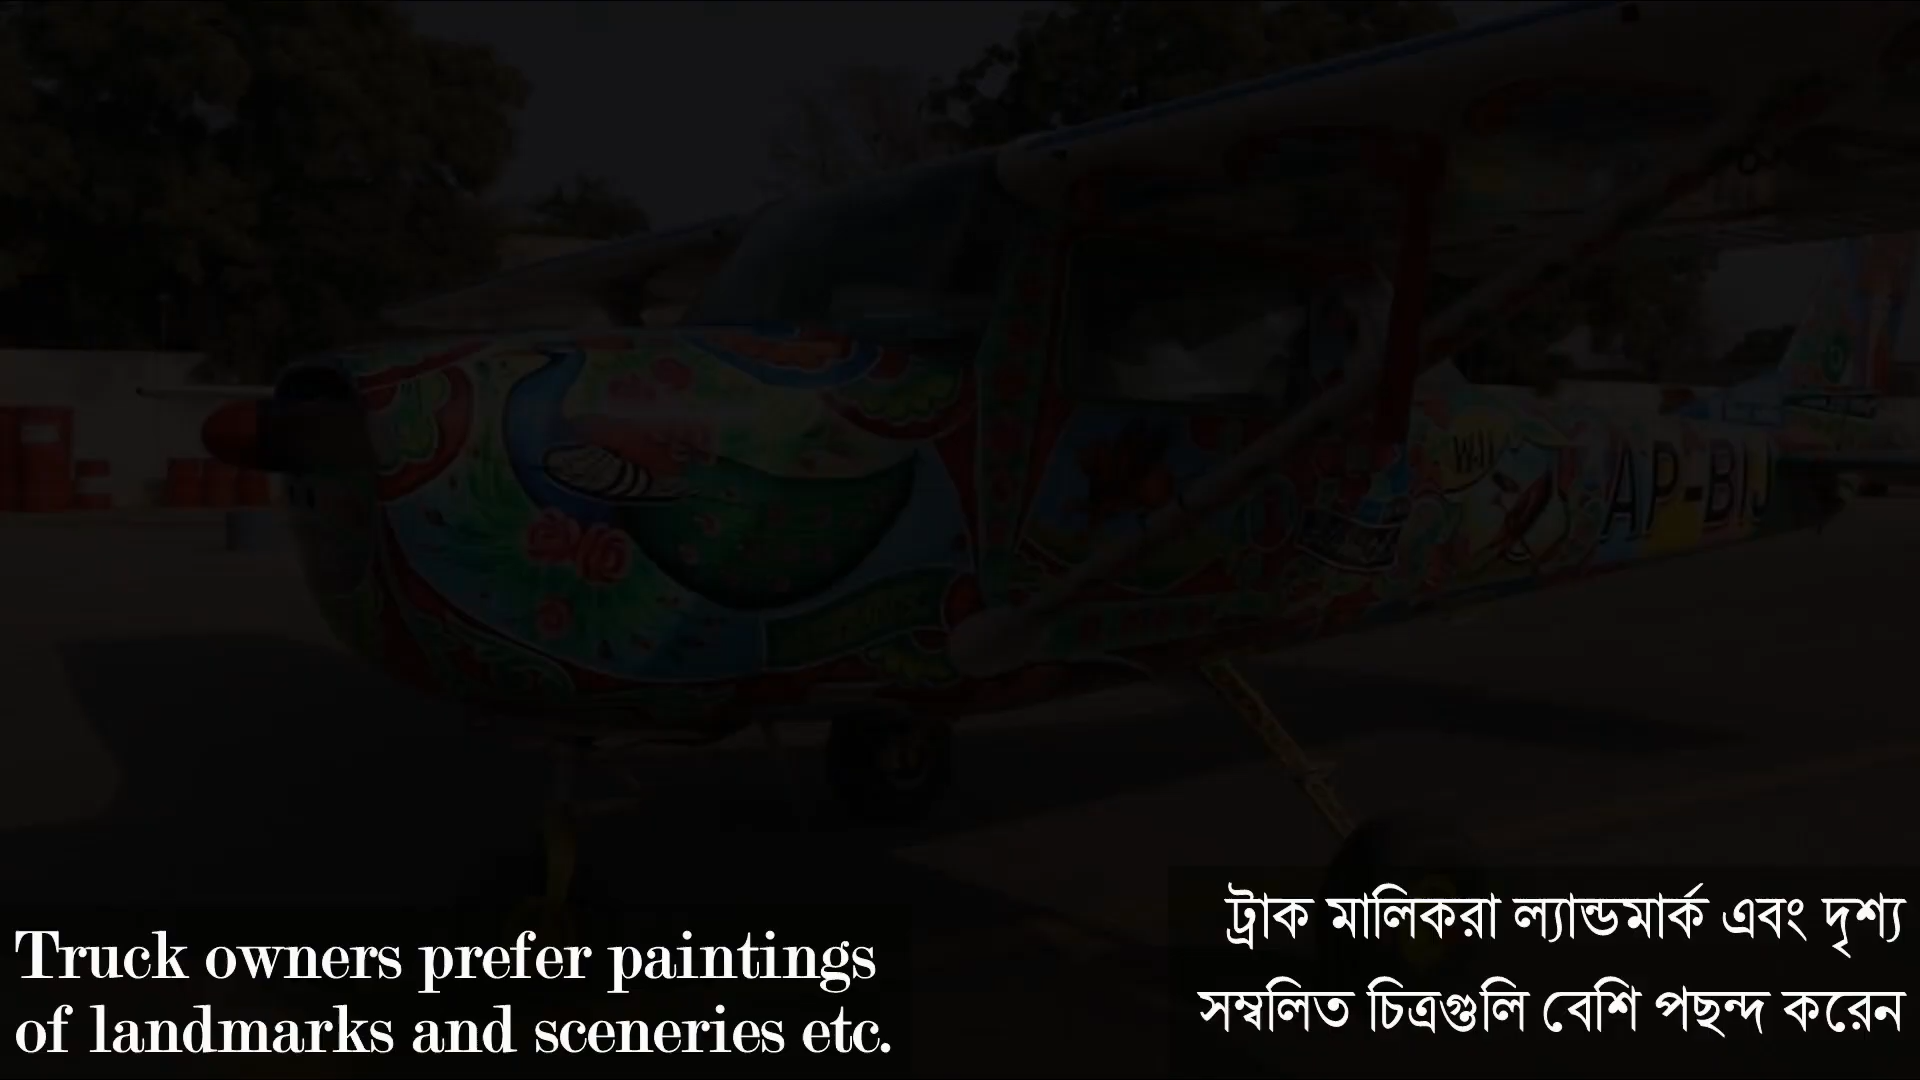 AP-BIJ
Truck owners prefer paintings
of landmarks and sceneries etc.
ট্রাক মালিকরা ল্যান্ডমার্ক এবং দৃশ্য
সম্বলিত চিত্রগুলি বেশি পছন্দ করেন